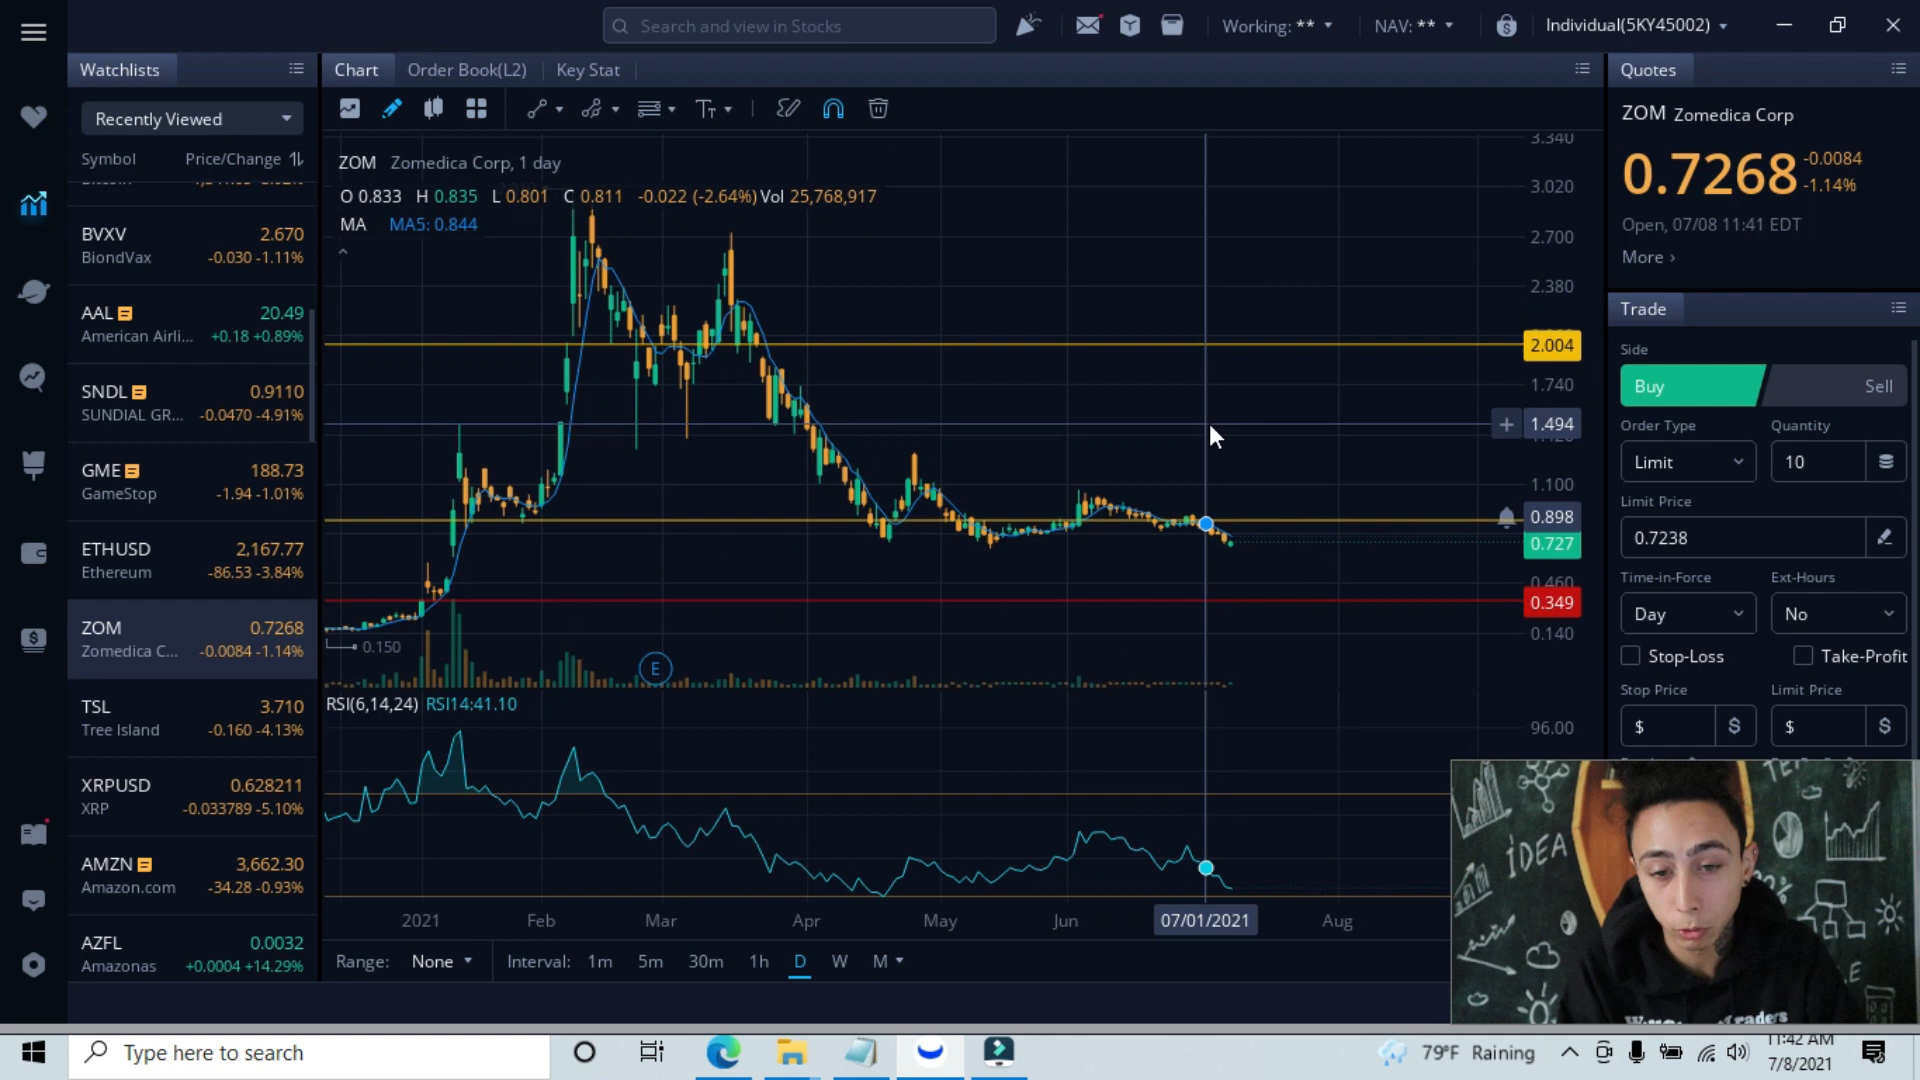 Search and view in Stocks
Working: **
NAV: **
Individual(5KY45002)
Watchlists
Chart
Order Book(L2)
Key Stat
Quotes
Recently Viewed
Symbol
Price/Change
BVXV 2.670
BiondVax -0.030 -1.11%
AAL 20.49
American Airli... +0.18 +0.89%
SNDL 0.9110
SUNDIAL GR... -0.0470 -4.91%
GME 188.73
GameStop -1.94 -1.01%
ETHUSD 2,167.77
Ethereum -86.53 -3.84%
ZOM 0.7268
Zomedica C... -0.0084 -1.14%
TSL 3.710
Tree Island -0.160 -4.13%
XRPUSD 0.628211
XRP -0.033789 -5.10%
AMZN 3,662.30
Amazon.com -34.28 -0.93%
AZFL 0.0032
Amazonas +0.0004 +14.29%
ZOM Zomedica Corp, 1 day
O 0.833 H 0.835 L 0.801 C 0.811 -0.022 (-2.64%) Vol 25,768,917
MA MA5: 0.844
3.340
3.020
2.700
2.380
2.004
1.740
1.494
1.100
0.898
0.727
0.460
0.349
0.140
0.150
E
RSI(6,14,24) RSI14:41.10
96.00
2021 Feb Mar Apr May Jun 07/01/2021 Aug
Range: None Interval: 1m 5m 30m 1h D W M
ZOM Zomedica Corp
0.7268 -0.0084
-1.14%
Open, 07/08 11:41 EDT
More ›
Trade
Side
Buy Sell
Order Type Quantity
Limit 10
Limit Price
0.7238
Time-in-Force Ext-Hours
Day No
Stop-Loss Take-Profit
Stop Price Limit Price
$ $ $ $
IDEA
Type here to search
79°F Raining
11:42 AM
7/8/2021